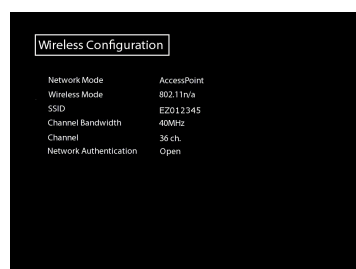 Wireless Configuration
Network Mode AccessPoint
Wireless Mode 802.11n/a
SSID EZ012345
Channel Bandwidth 40MHz
Channel 36 ch.
Network Authentication Open